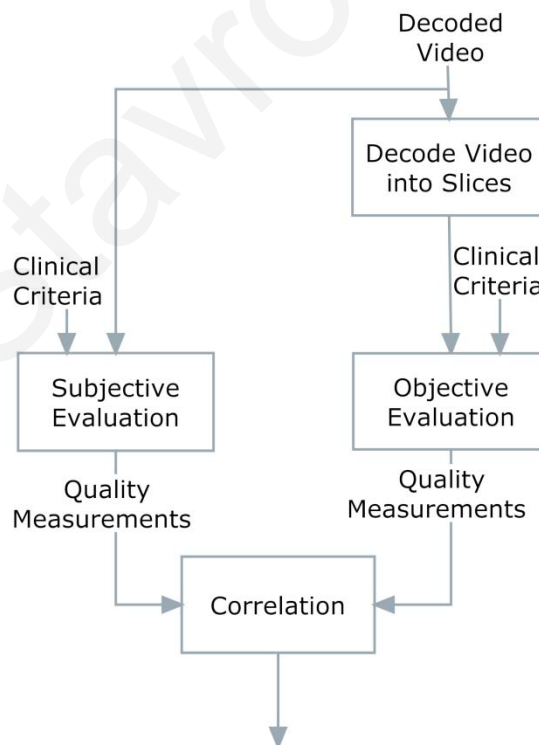 Decoded
Video
Decode Video
into Slices
Clinical
Criteria
Clinical
Criteria
Subjective
Evaluation
Objective
Evaluation
Quality
Measurements
Quality
Measurements
Correlation